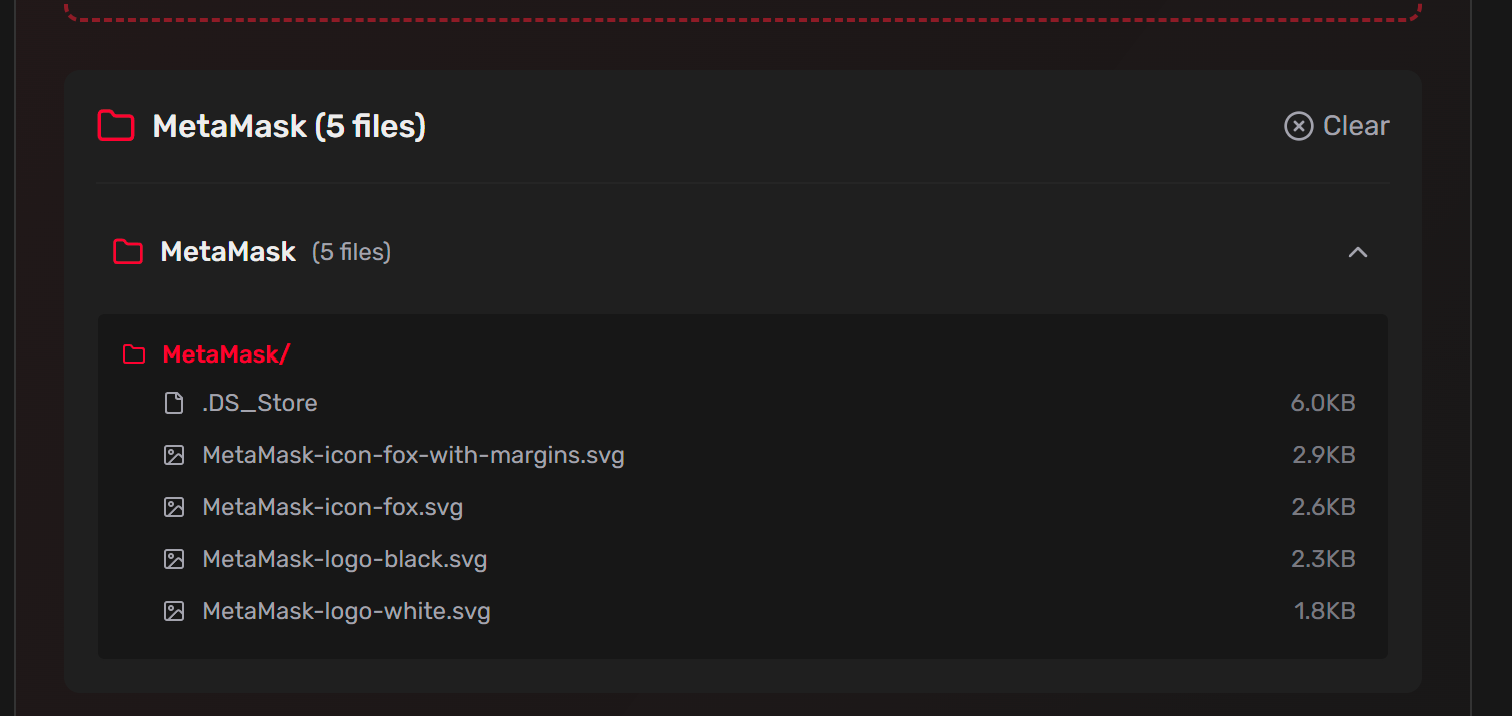 MetaMask (5 files)
Clear
MetaMask (5 files)
MetaMask/
.DS_Store 6.0KB
MetaMask-icon-fox-with-margins.svg 2.9KB
MetaMask-icon-fox.svg 2.6KB
MetaMask-logo-black.svg 2.3KB
MetaMask-logo-white.svg 1.8KB